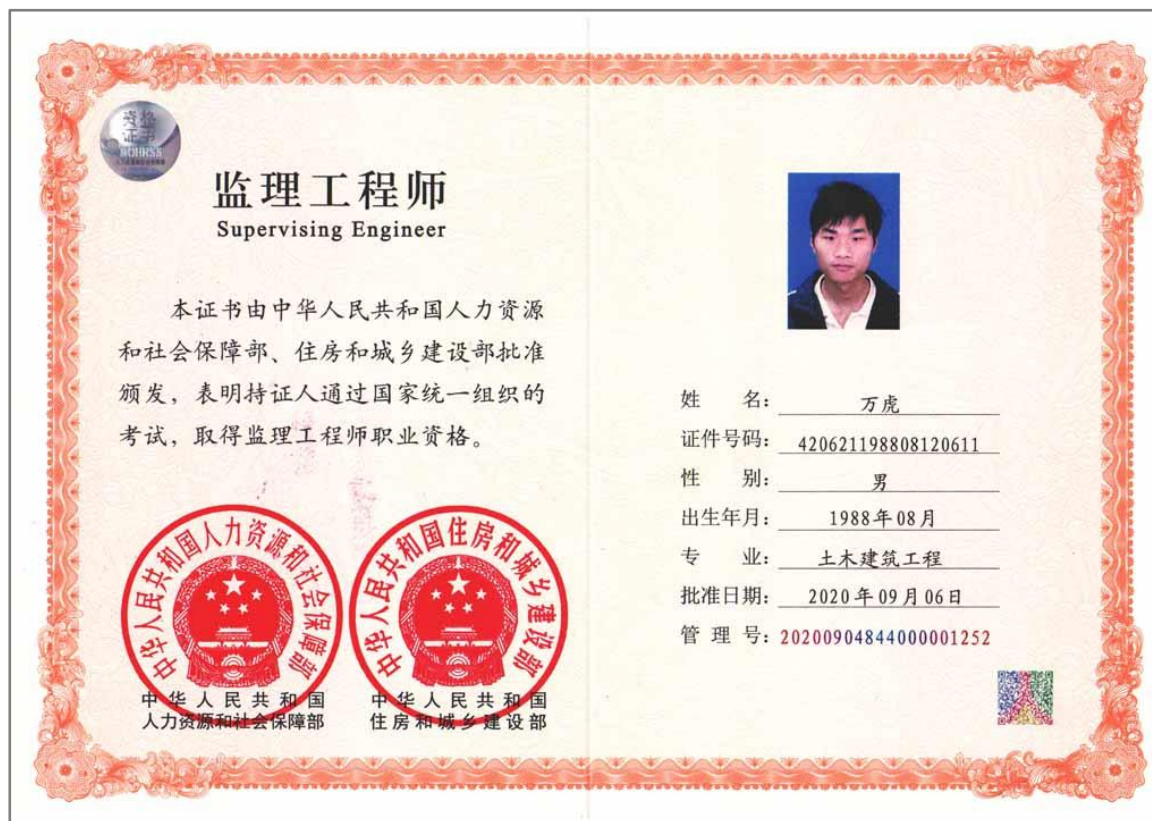 资格
证书
MOHRSS
监理工程师
Supervising Engineer
本证书由中华人民共和国人力资源
和社会保障部、住房和城乡建设部批准
颁发，表明持证人通过国家统一组织的
考试，取得监理工程师职业资格。
中华人民共和国人力资源和社会保障部
中华人民共和国住房和城乡建设部
中华人民共和国
人力资源和社会保障部
中华人民共和国
住房和城乡建设部
姓名：万虎
证件号码：420621198808120611
性别：男
出生年月：1988年08月
专业：土木建筑工程
批准日期：2020年09月06日
管理号：20200904844000001252